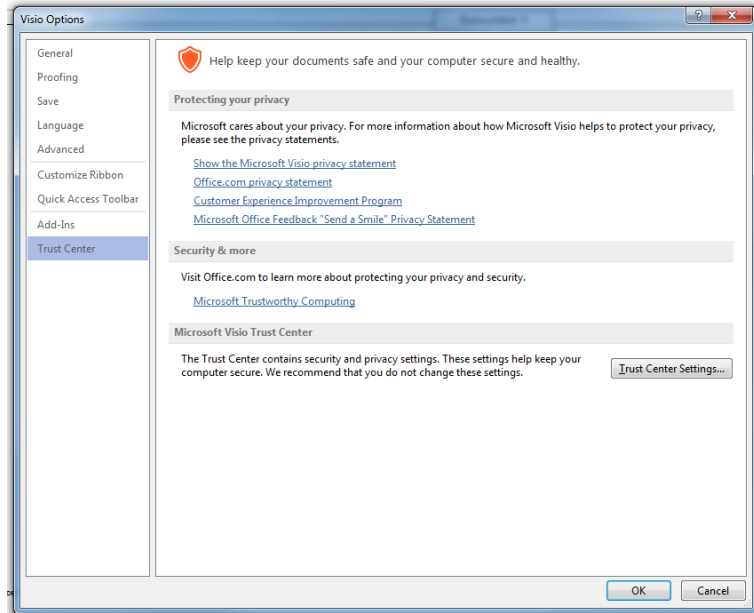 Visio Options
General
Proofing
Save
Language
Advanced
Customize Ribbon
Quick Access Toolbar
Add-Ins
Trust Center
Help keep your documents safe and your computer secure and healthy.
Protecting your privacy
Microsoft cares about your privacy. For more information about how Microsoft Visio helps to protect your privacy,
please see the privacy statements.
Show the Microsoft Visio privacy statement
Office.com privacy statement
Customer Experience Improvement Program
Microsoft Office Feedback "Send a Smile" Privacy Statement
Security & more
Visit Office.com to learn more about protecting your privacy and security.
Microsoft Trustworthy Computing
Microsoft Visio Trust Center
The Trust Center contains security and privacy settings. These settings help keep your
computer secure. We recommend that you do not change these settings.
Trust Center Settings...
OK
Cancel